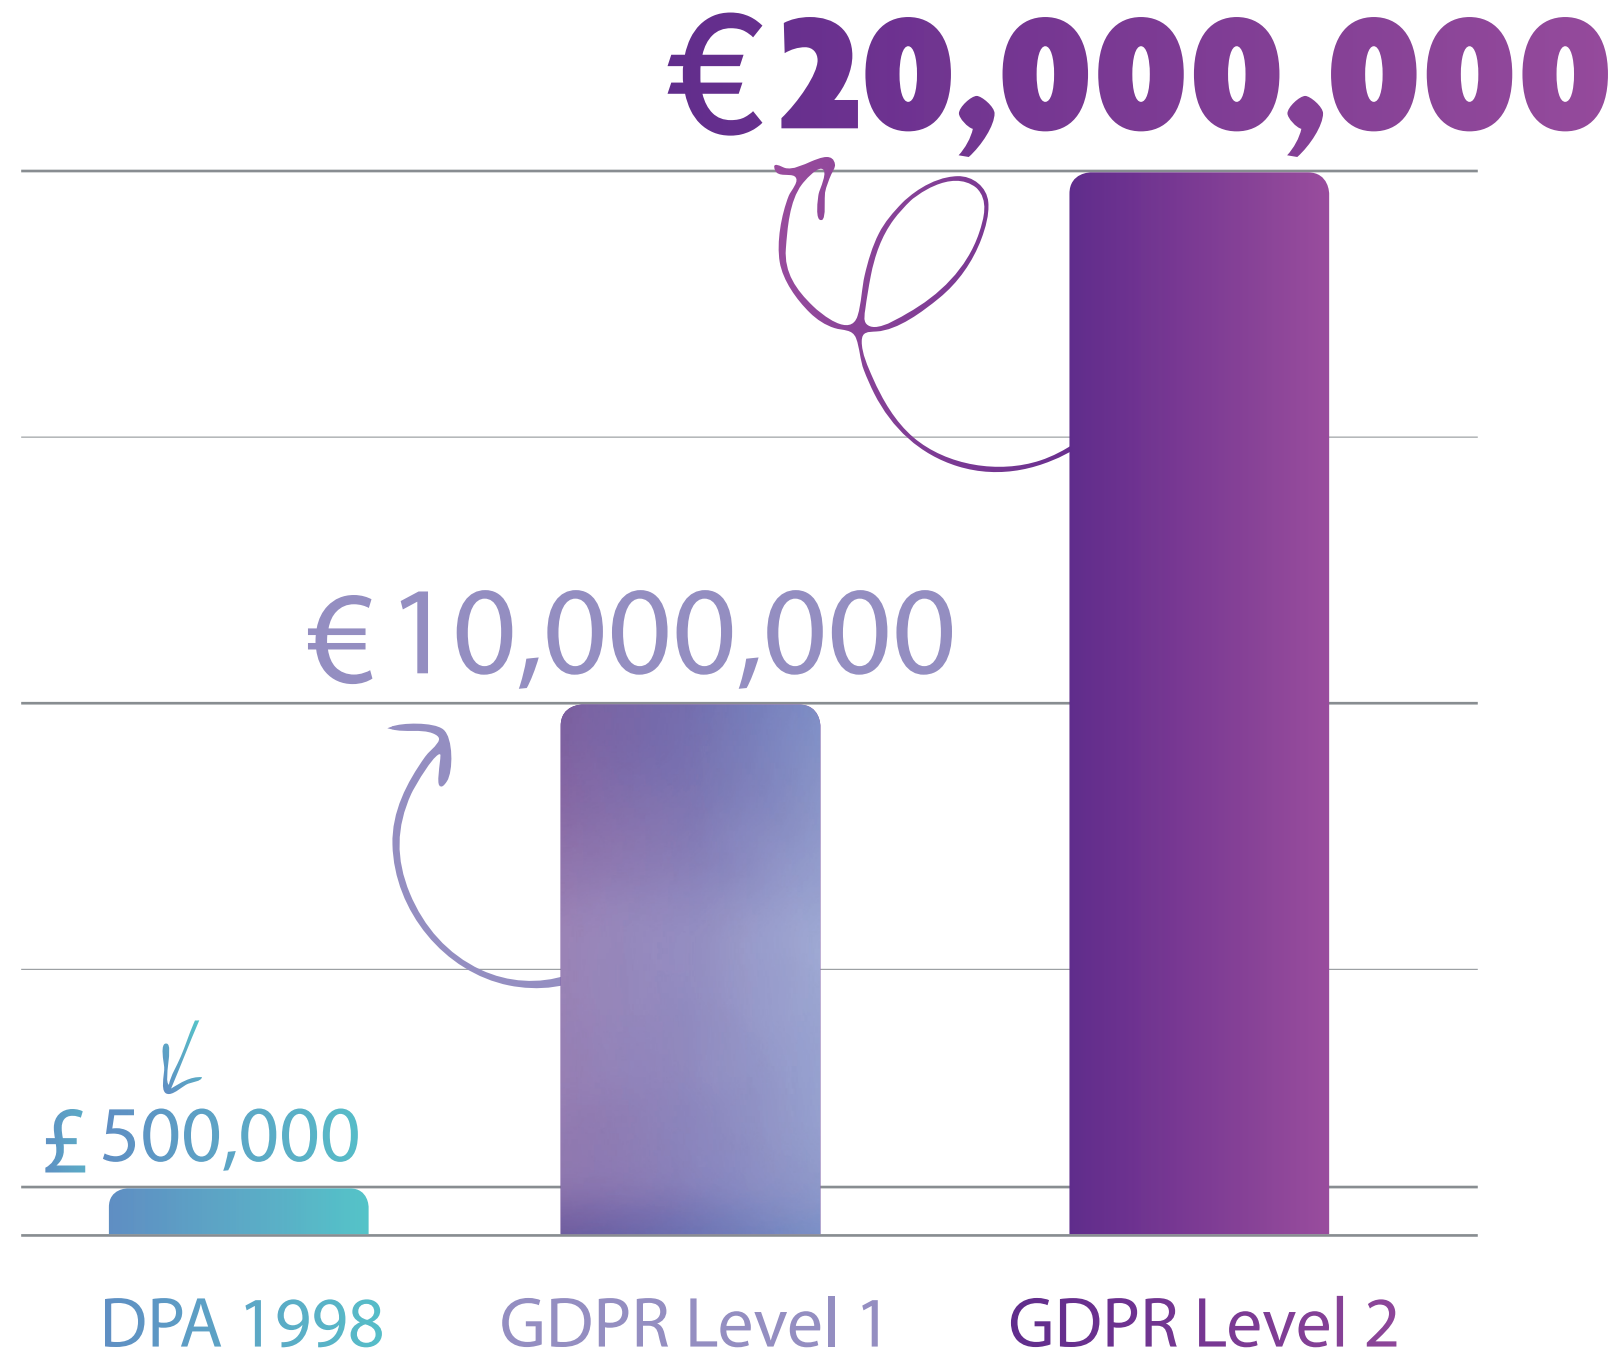 €20,000,000
€10,000,000
£500,000
DPA 1998
GDPR Level 1
GDPR Level 2